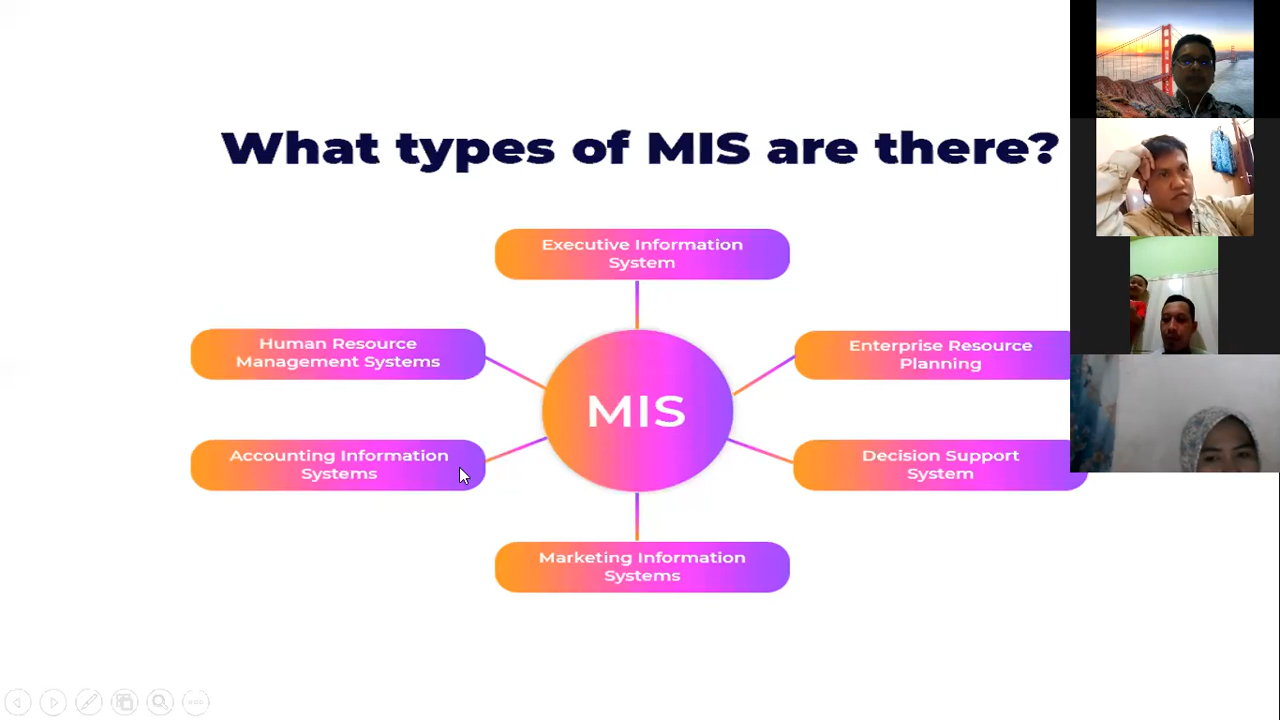 What types of MIS are there?
Executive Information
System
Human Resource
Management Systems
Enterprise Resource
Planning
MIS
Accounting Information
Systems
Decision Support
System
Marketing Information
Systems